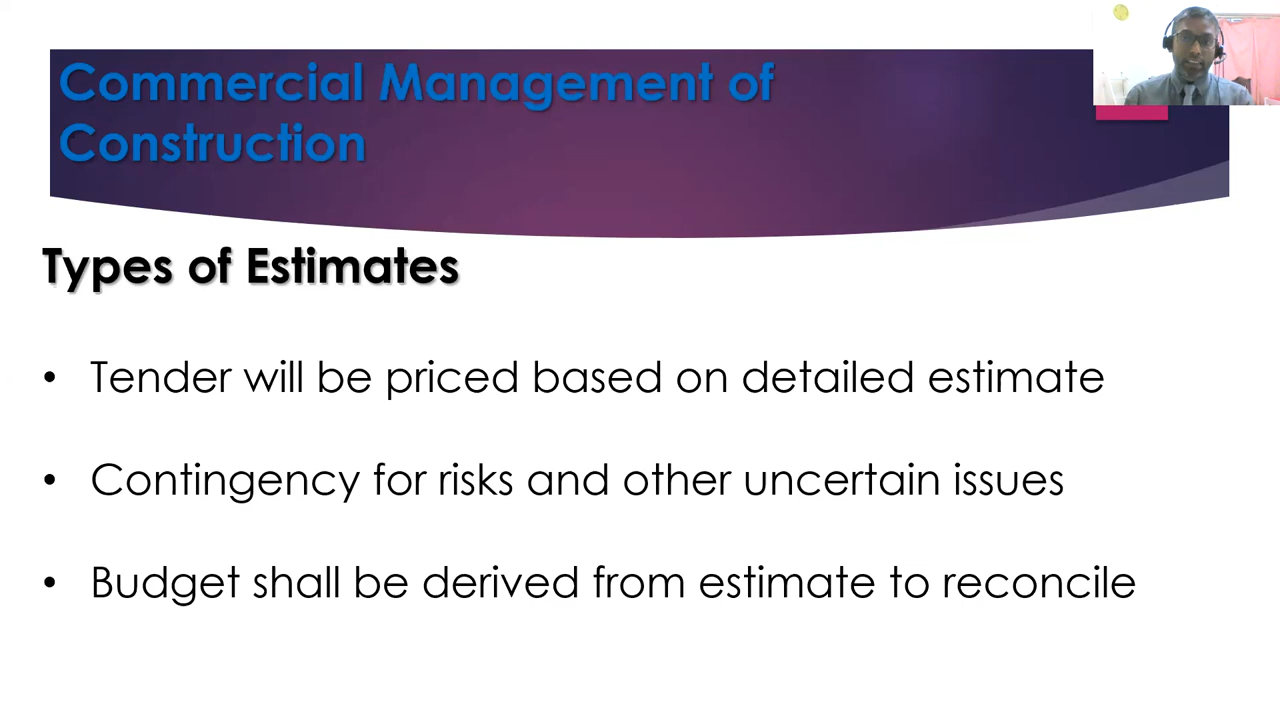 Commercial Management of
Construction
Types of Estimates
• Tender will be priced based on detailed estimate
• Contingency for risks and other uncertain issues
• Budget shall be derived from estimate to reconcile